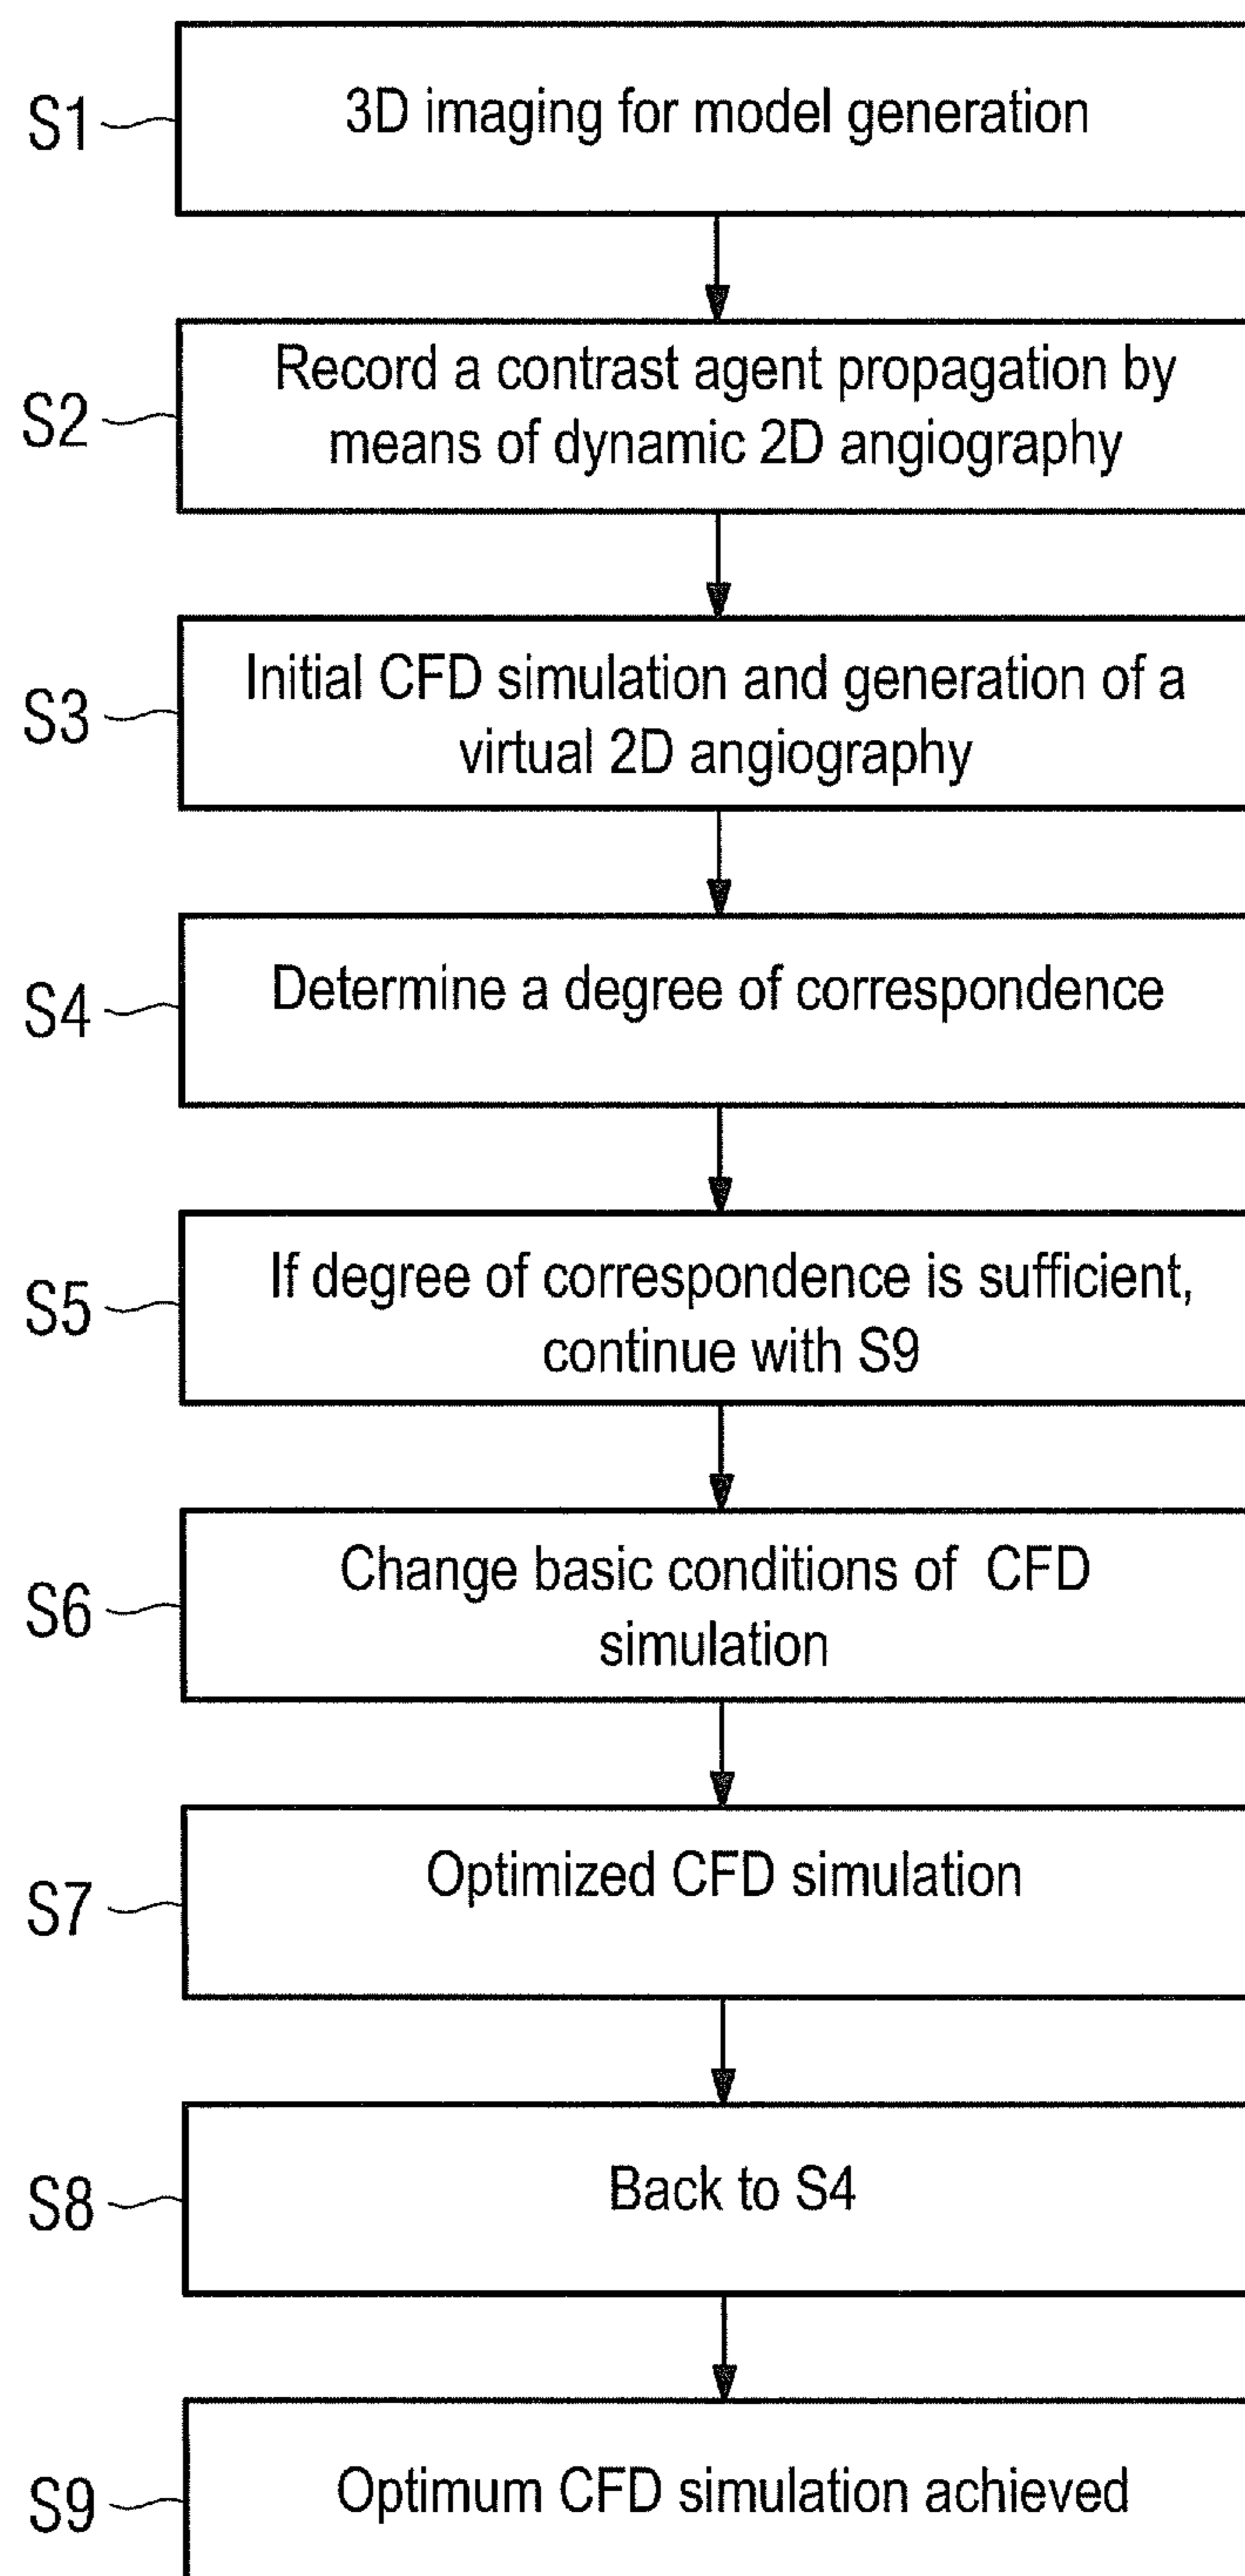 S1
3D imaging for model generation
S2
Record a contrast agent propagation by
means of dynamic 2D angiography
S3
Initial CFD simulation and generation of a
virtual 2D angiography
S4
Determine a degree of correspondence
S5
If degree of correspondence is sufficient,
continue with S9
S6
Change basic conditions of CFD
simulation
S7
Optimized CFD simulation
S8
Back to S4
S9
Optimum CFD simulation achieved